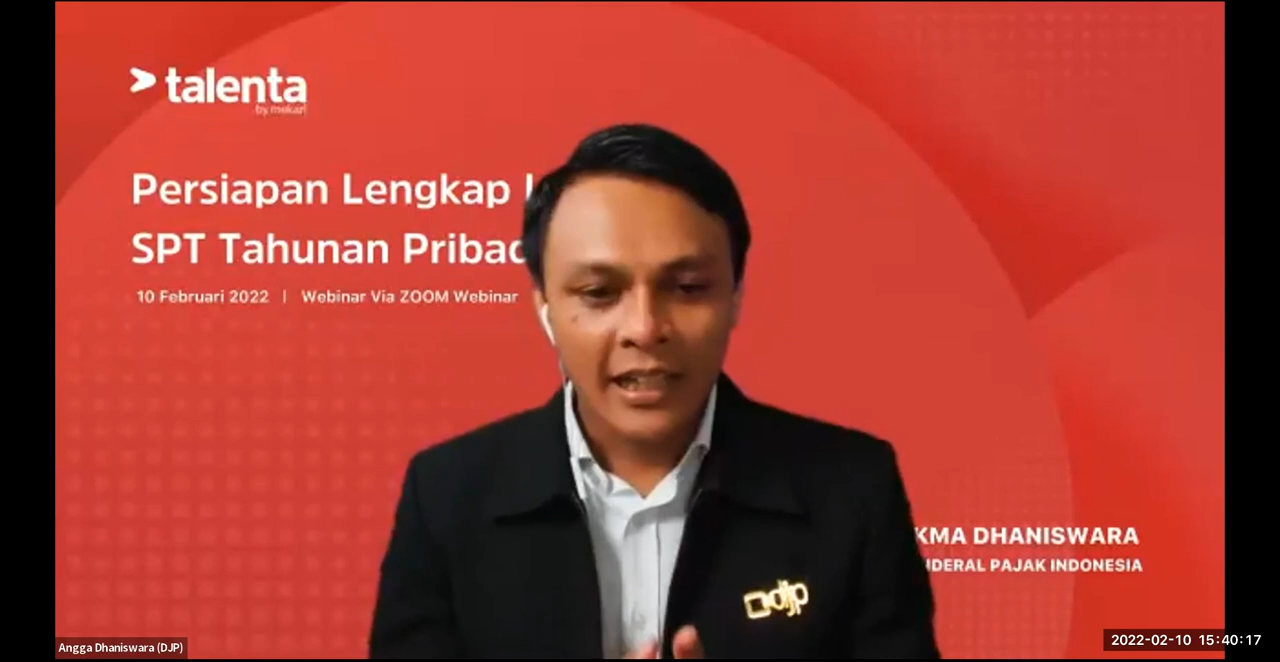 talenta
by mekari
Persiapan Lengkap
SPT Tahunan Pribad
10 Februari 2022 | Webinar Via ZOOM Webinar
KMA DHANISWARA
DERAL PAJAK INDONESIA
djp
Angga Dhaniswara (DJP)
2022-02-10 15:40:17